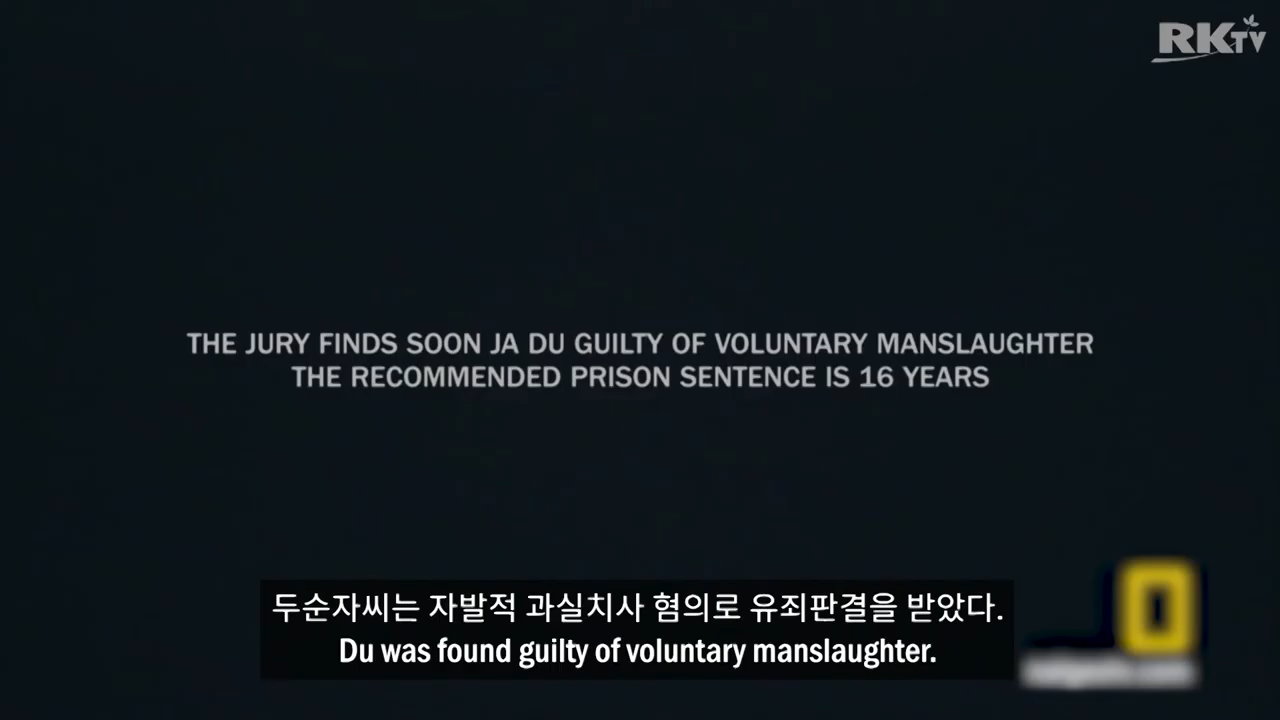 RKTV
THE JURY FINDS SOON JA DU GUILTY OF VOLUNTARY MANSLAUGHTER
THE RECOMMENDED PRISON SENTENCE IS 16 YEARS
두순자씨는 자발적 과실치사 혐의로 유죄판결을 받았다.
Du was found guilty of voluntary manslaughter.